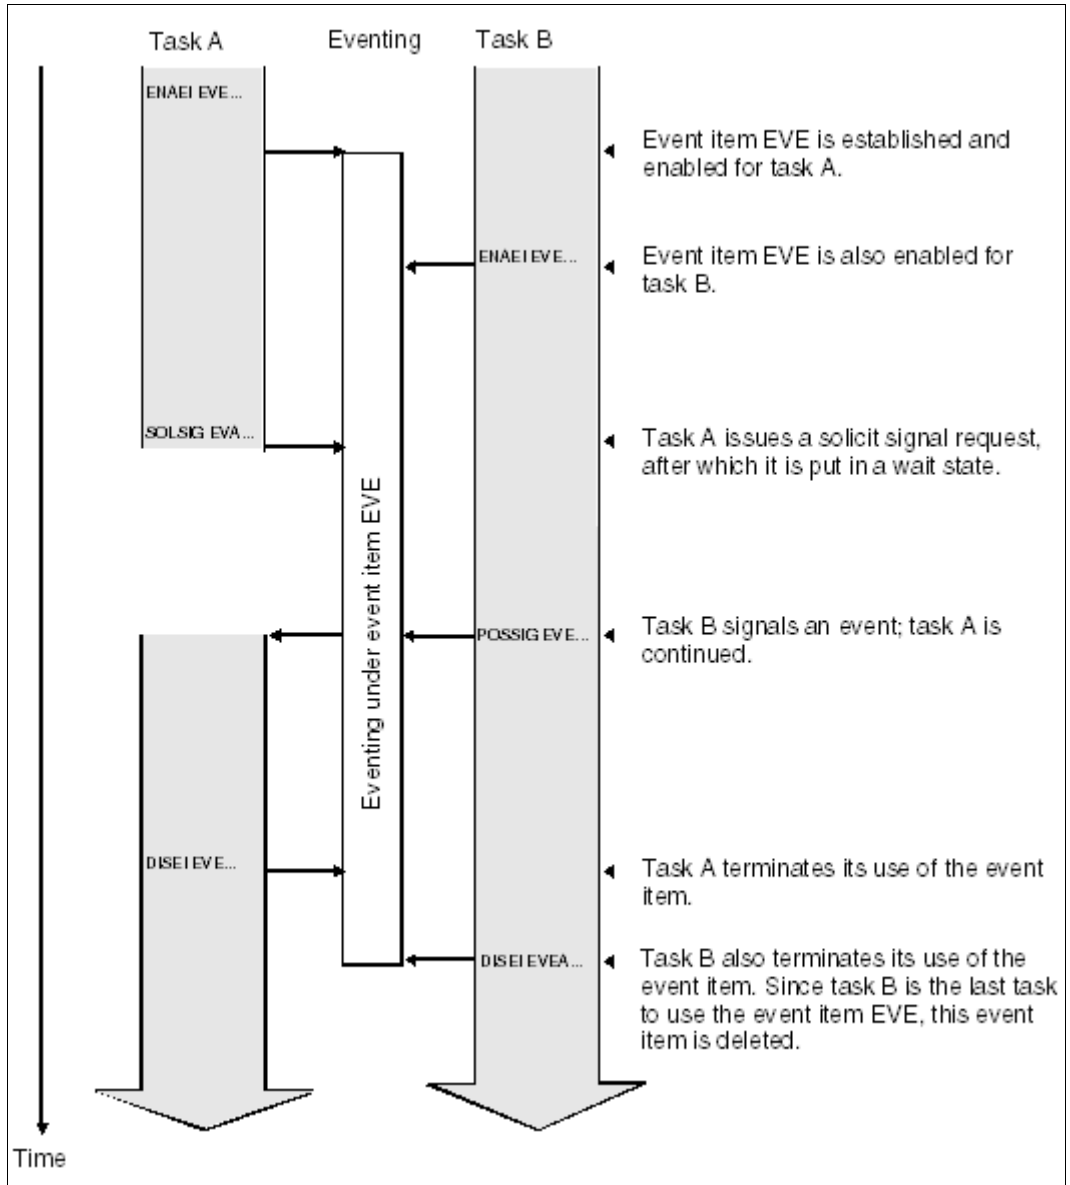 Task A Eventing Task B
ENAEI EVE...
Event item EVE is established and
enabled for task A.
ENAEI EVE...
Event item EVE is also enabled for
task B.
SOLSIG EVA...
Task A issues a solicit signal request,
after which it is put in a wait state.
Eventing under event item EVE
POSSIG EVE...
Task B signals an event; task A is
continued.
DISEI EVE...
Task A terminates its use of the event
item.
DISEI EVEA...
Task B also terminates its use of the
event item. Since task B is the last task
to use the event item EVE, this event
item is deleted.
Time